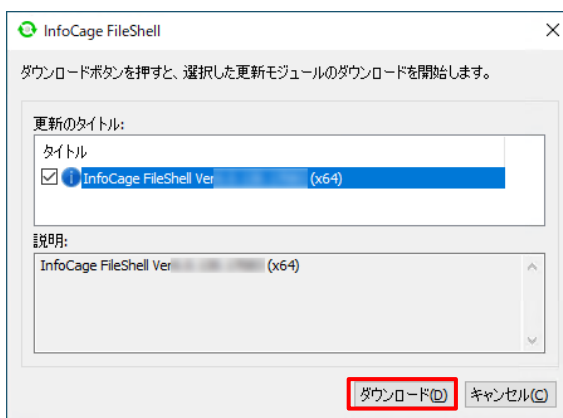 InfoCage FileShell
ダウンロードボタンを押すと、選択した更新モジュールのダウンロードを開始します。
更新のタイトル:
タイトル
InfoCage FileShell Ver (x64)
説明:
InfoCage FileShell Ver (x64)
ダウンロード(D) キャンセル(C)